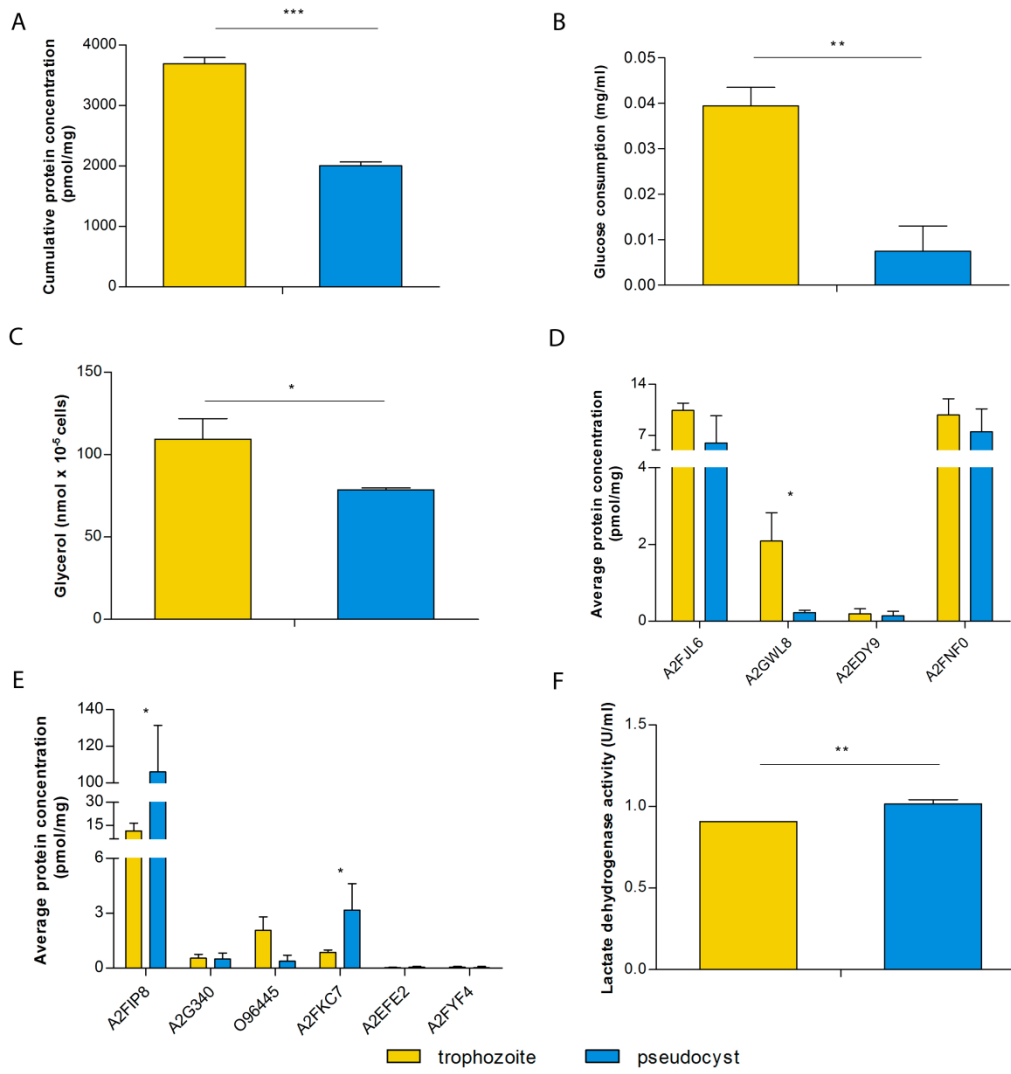 A
Cumulative protein concentration
(pmol/mg)
4000
3000
2000
1000
0
***
B
Glucose consumption (mg/ml)
0.05
0.04
0.03
0.02
0.01
0.00
**
C
Glycerol (nmol x 10⁻⁵ cells)
150
100
50
0
*
D
Average protein concentration
(pmol/mg)
14
7
4
2
0
*
A2FJL6
A2GWL8
A2EDY9
A2FNF0
E
Average protein concentration
(pmol/mg)
140
120
100
80
30
15
6
3
0
*
*
A2FIP8
A2G340
O96445
A2FKC7
A2EFE2
A2FYF4
F
Lactate dehydrogenase activity (U/ml)
1.5
1.0
0.5
0.0
**
trophozoite
pseudocyst